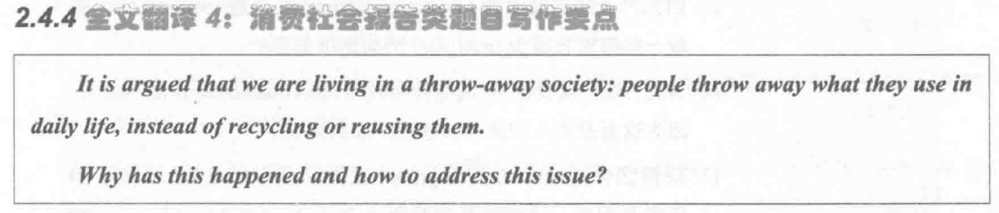 2.4.4 全文翻译 4：消费社会报告类题目写作要点
It is argued that we are living in a throw-away society: people throw away what they use in
daily life, instead of recycling or reusing them.
Why has this happened and how to address this issue?